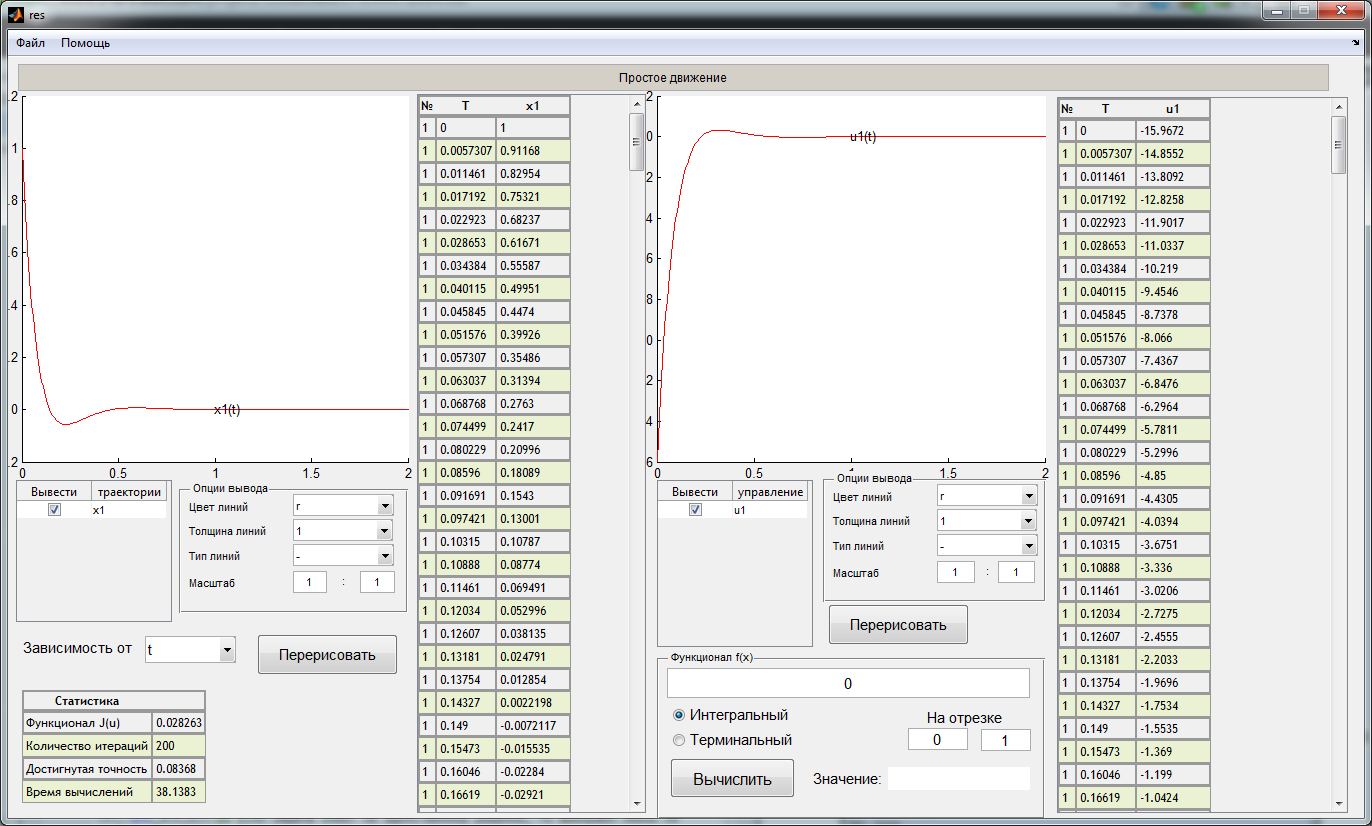 res
Файл Помощь
Простое движение
.2
1
.8
.6
.4
.2
0
.2
0 0.5 1 1.5 2
x1(t)
№ T x1
1 0 1
1 0.0057307 0.91168
1 0.011461 0.82954
1 0.017192 0.75321
1 0.022923 0.68237
1 0.028653 0.61671
1 0.034384 0.55587
1 0.040115 0.49951
1 0.045845 0.4474
1 0.051576 0.39926
1 0.057307 0.35486
1 0.063037 0.31394
1 0.068768 0.2763
1 0.074499 0.2417
1 0.080229 0.20996
1 0.08596 0.18089
1 0.091691 0.1543
1 0.097421 0.13001
1 0.10315 0.10787
1 0.10888 0.08774
1 0.11461 0.069491
1 0.12034 0.052996
1 0.12607 0.038135
1 0.13181 0.024791
1 0.13754 0.012854
1 0.14327 0.0022198
1 0.149 -0.0072117
1 0.15473 -0.015535
1 0.16046 -0.02284
1 0.16619 -0.02921
2
0
2
4
6
8
0
2
4
6
0 0.5 1 1.5 2
u1(t)
№ T u1
1 0 -15.9672
1 0.0057307 -14.8552
1 0.011461 -13.8092
1 0.017192 -12.8258
1 0.022923 -11.9017
1 0.028653 -11.0337
1 0.034384 -10.219
1 0.040115 -9.4546
1 0.045845 -8.7378
1 0.051576 -8.066
1 0.057307 -7.4367
1 0.063037 -6.8476
1 0.068768 -6.2964
1 0.074499 -5.7811
1 0.080229 -5.2996
1 0.08596 -4.85
1 0.091691 -4.4305
1 0.097421 -4.0394
1 0.10315 -3.6751
1 0.10888 -3.336
1 0.11461 -3.0206
1 0.12034 -2.7275
1 0.12607 -2.4555
1 0.13181 -2.2033
1 0.13754 -1.9696
1 0.14327 -1.7534
1 0.149 -1.5535
1 0.15473 -1.369
1 0.16046 -1.199
1 0.16619 -1.0424
Вывести траектории
x1
Опции вывода
Цвет линий r
Толщина линий 1
Тип линий -
Масштаб 1 : 1
Зависимость от t
Перерисовать
Статистика
Функционал J(u) 0.028263
Количество итераций 200
Достигнутая точность 0.08368
Время вычислений 38.1383
Вывести управление
u1
Опции вывода
Цвет линий r
Толщина линий 1
Тип линий -
Масштаб 1 : 1
Перерисовать
Функционал f(x)
0
Интегральный
Терминальный
На отрезке
0 1
Вычислить
Значение: